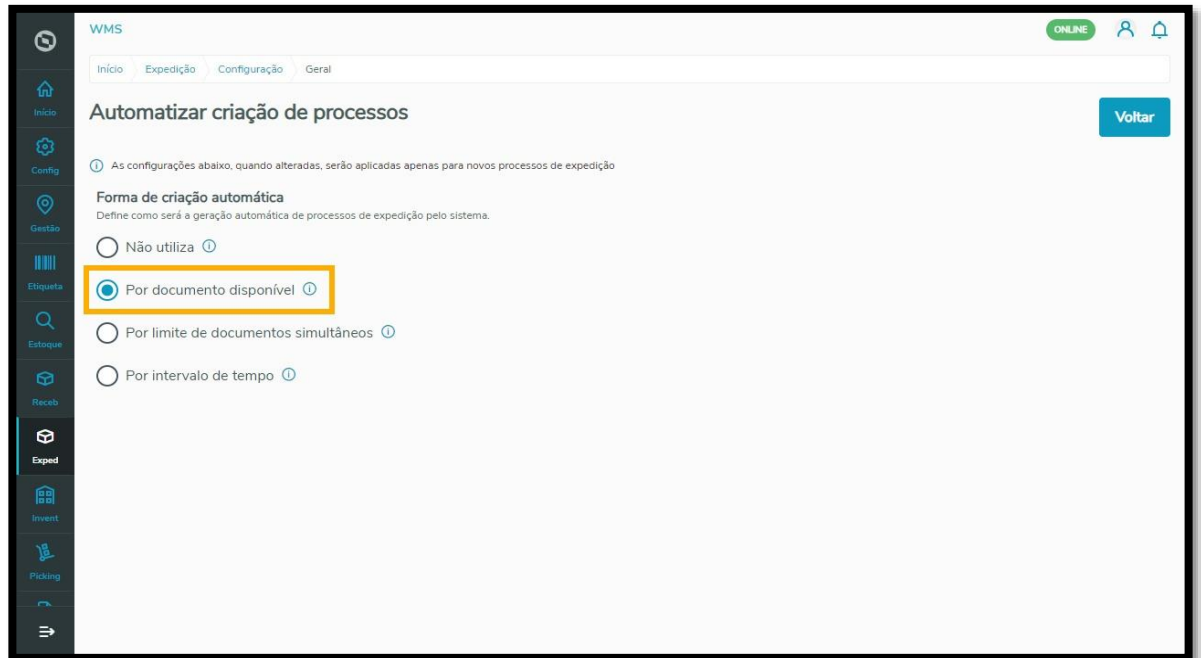 WMS
ONLINE
Início
Expedição
Configuração
Geral
Automatizar criação de processos
Voltar
As configurações abaixo, quando alteradas, serão aplicadas apenas para novos processos de expedição
Forma de criação automática
Define como será a geração automática de processos de expedição pelo sistema.
Não utiliza
Por documento disponível
Por limite de documentos simultâneos
Por intervalo de tempo
Início
Config
Gestão
Etiqueta
Estoque
Receb
Exped
Invent
Picking